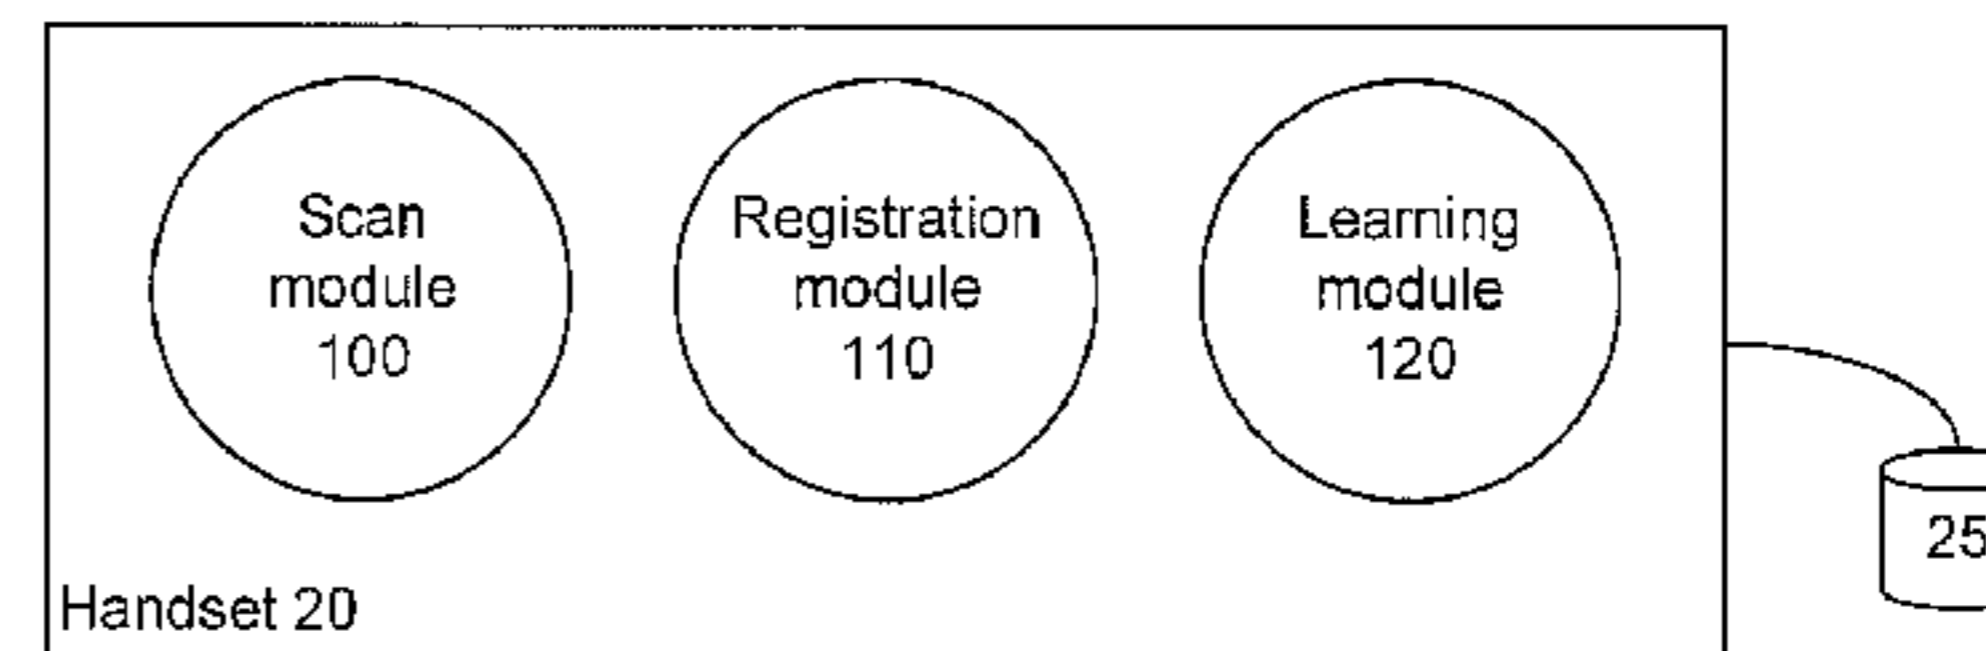 Scan
module
100
Registration
module
110
Learning
module
120
25
Handset 20